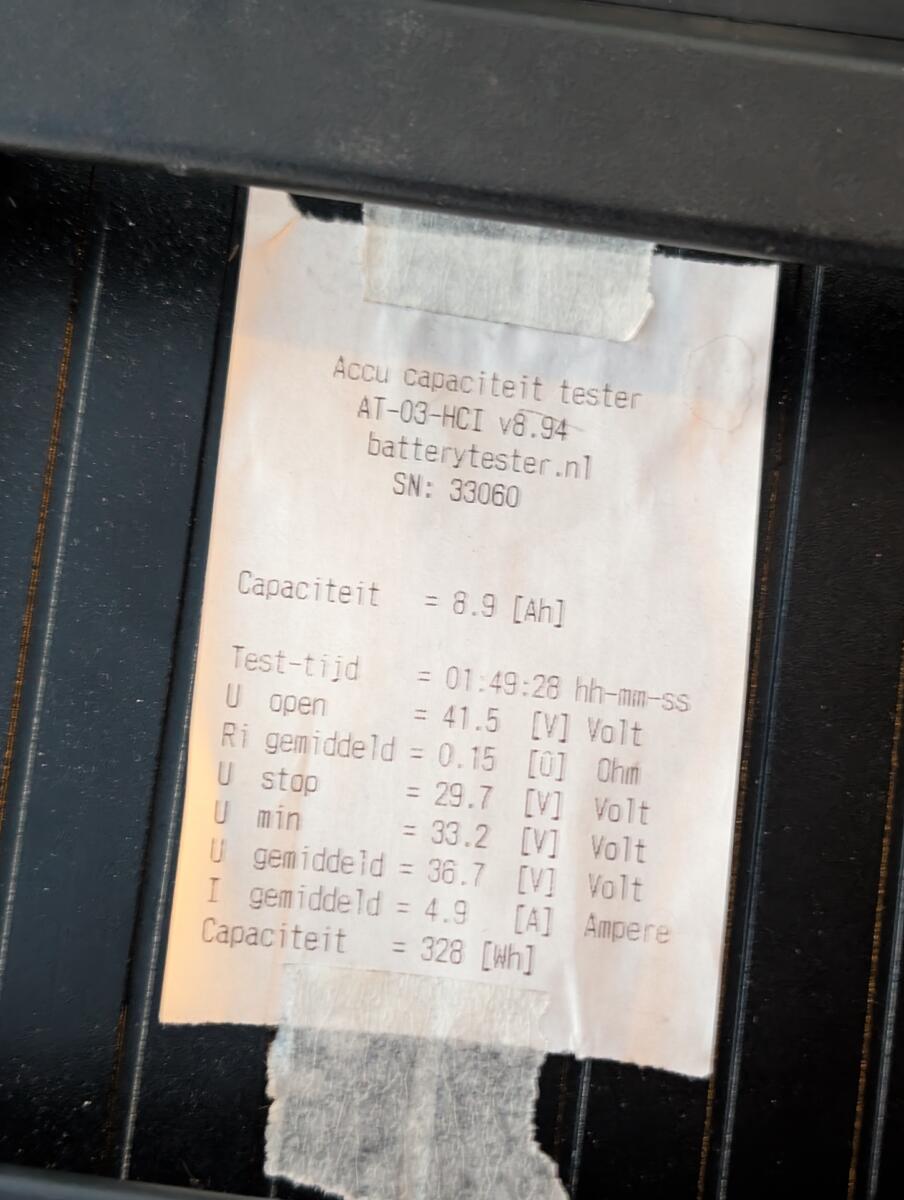 Accu capaciteit tester
AT-03-HCI v8.94
batterytester.nl
SN: 33060
Capaciteit = 8.9 [Ah]
Test-tijd = 01:49:28 hh-mm-ss
U open = 41.5 [V] Volt
Ri gemiddeld = 0.15 [Ü] Ohm
U stop = 29.7 [V] Volt
U min = 33.2 [V] Volt
U gemiddeld = 36.7 [V] Volt
I gemiddeld = 4.9 [A] Ampere
Capaciteit = 328 [Wh]